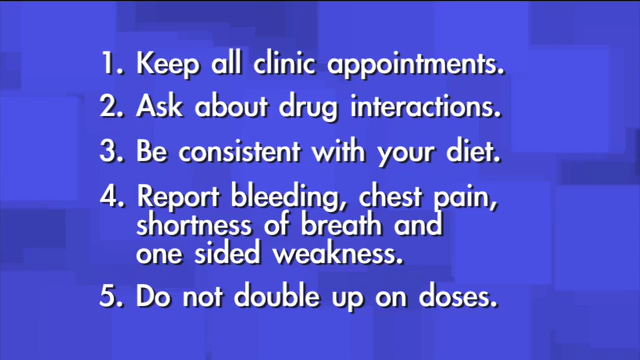 1. Keep all clinic appointments.
2. Ask about drug interactions.
3. Be consistent with your diet.
4. Report bleeding, chest pain,
shortness of breath and
one sided weakness.
5. Do not double up on doses.